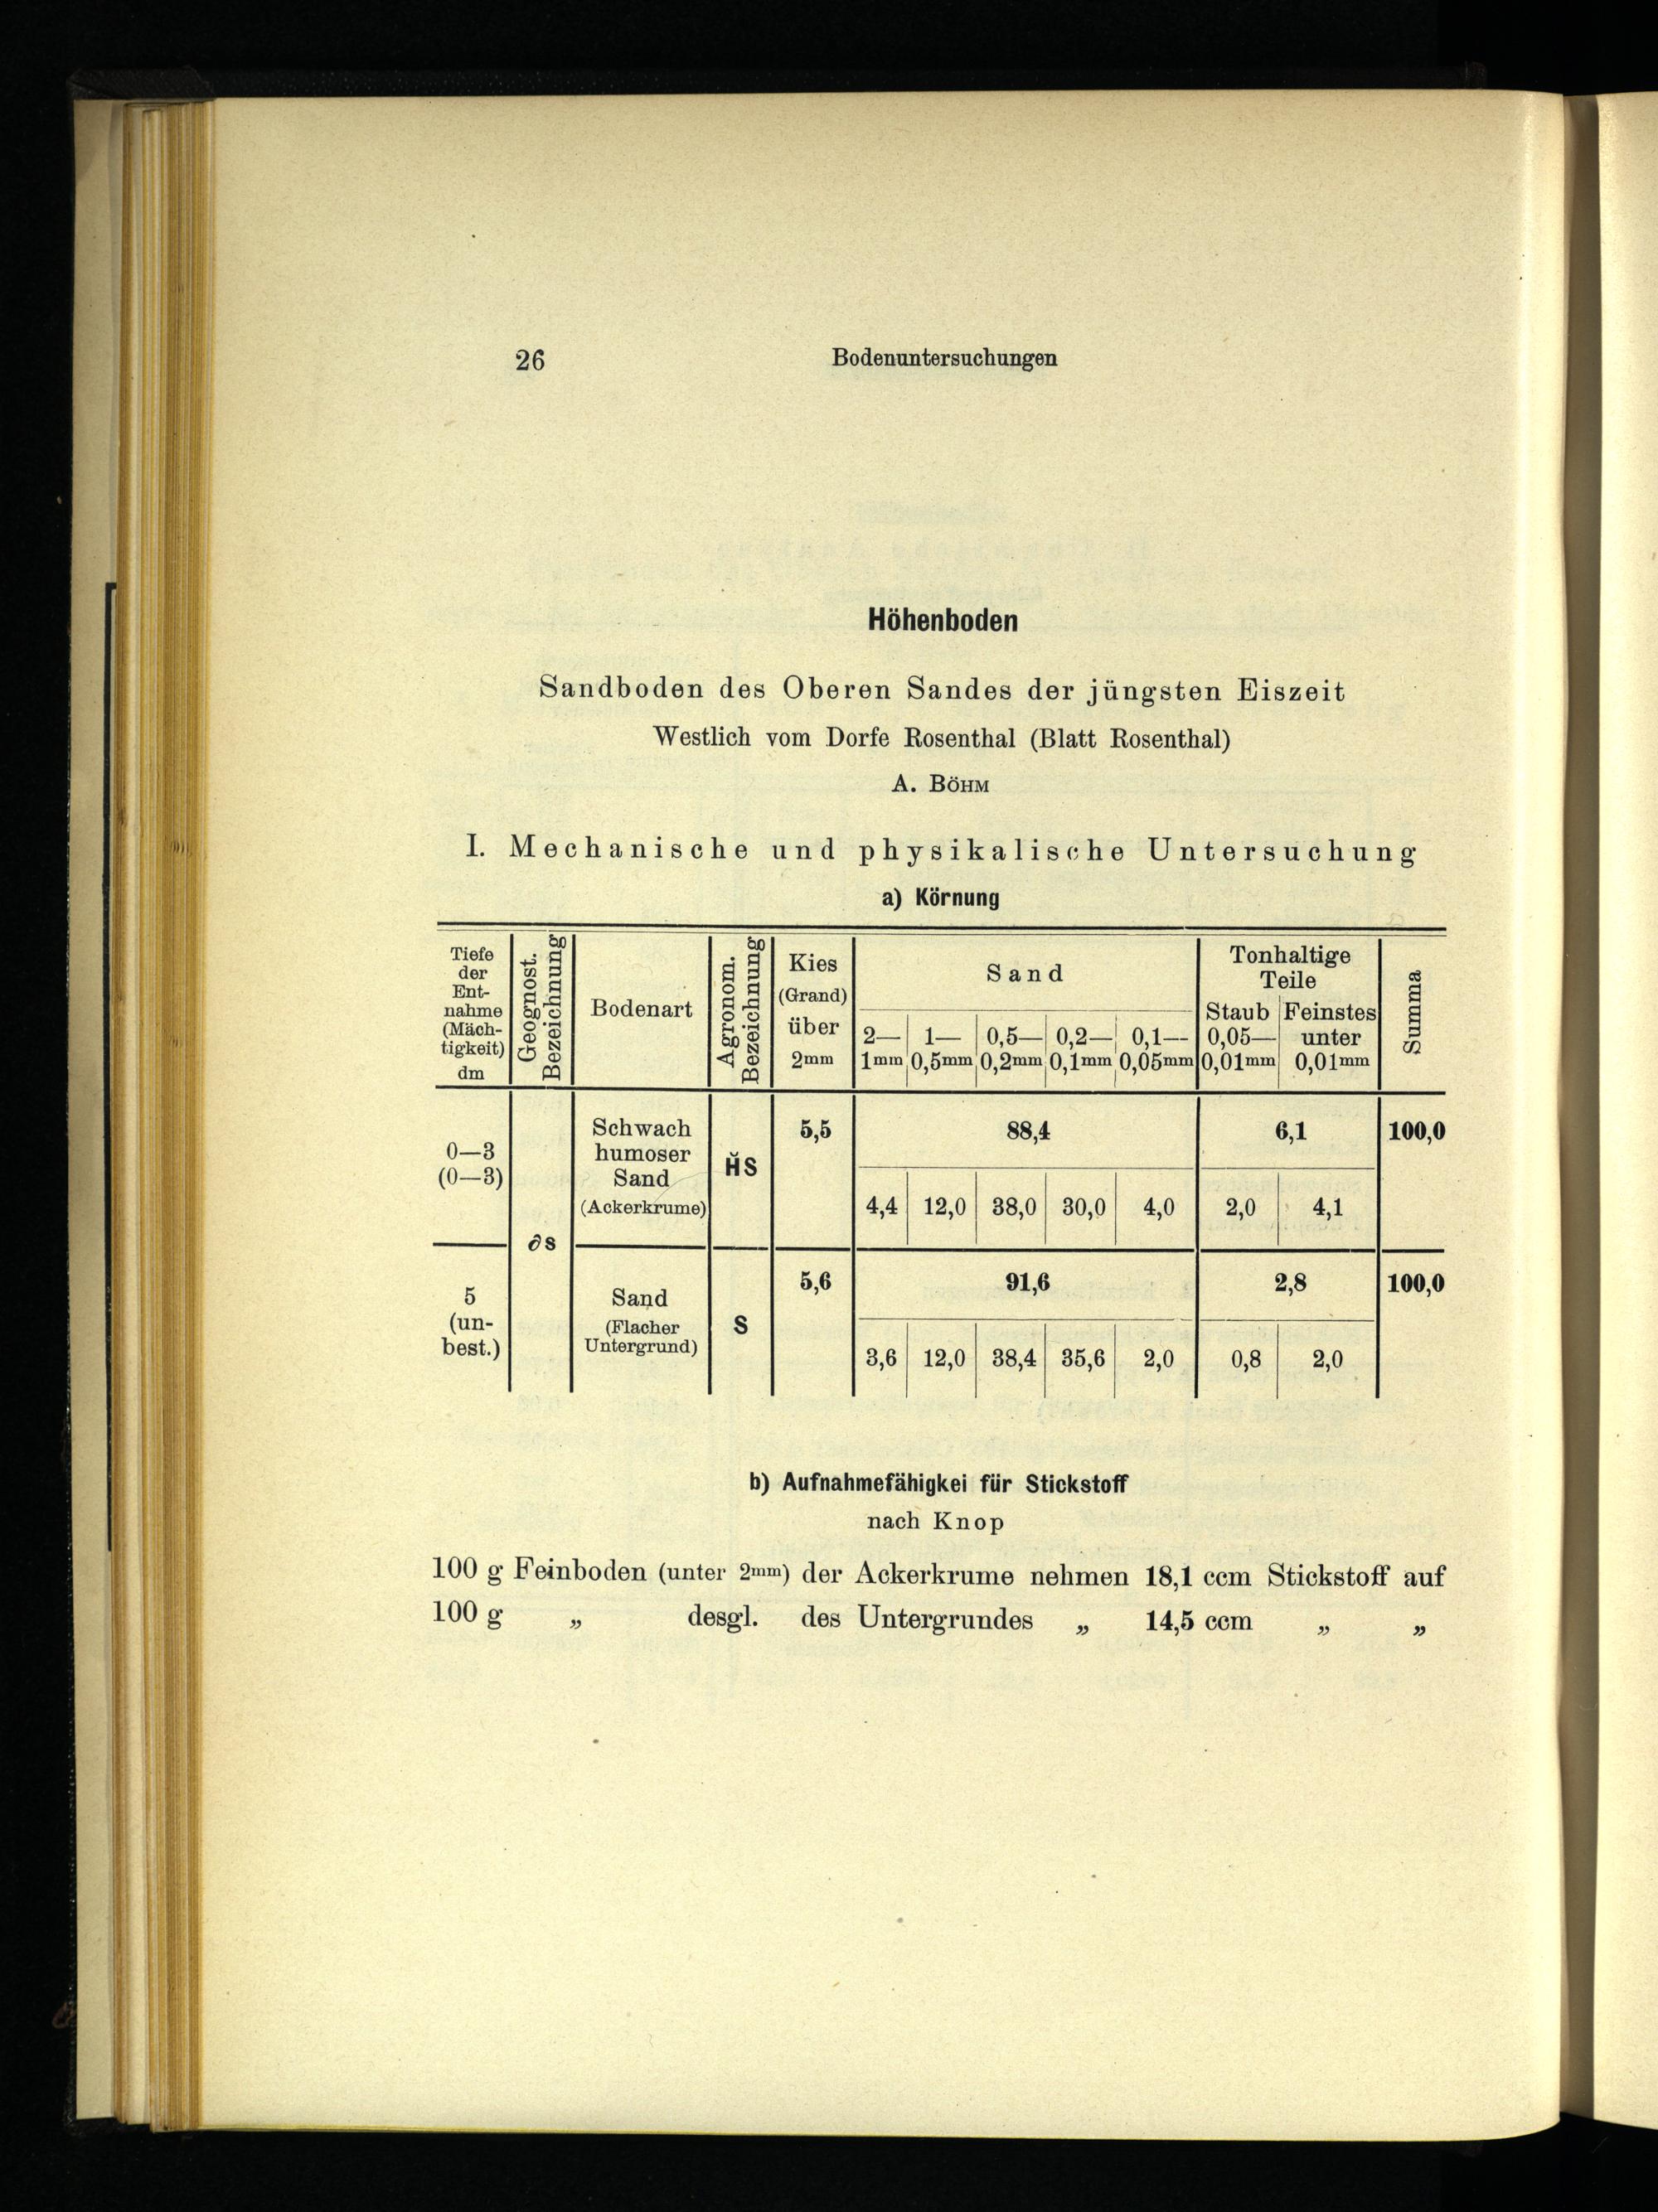 26 Bodenuntersuchungen
Höhenboden
Sandboden des Oberen Sandes der jüngsten Eiszeit
Westlich vom Dorfe Rosenthal (Blatt Rosenthal)
A. BÖHM
I. Mechanische und physikalische Untersuchung
a) Körnung
Tiefe
der
Ent-
nahme
(Mäch-
tigkeit)
dm
Geognost.
Bezeichnung
Bodenart
Agronom.
Bezeichnung
Kies
(Grand)
über
2mm
Sand
2— 1— 0,5— 0,2— 0,1—
1mm 0,5mm 0,2mm 0,1mm 0,05mm
Tonhaltige
Teile
Staub Feinstes
0,05— unter
0,01mm 0,01mm
Summa
0—3
(0—3)
∂s
Schwach
humoser
Sand
(Ackerkrume)
H̆S
5,5 88,4 6,1 100,0
4,4 12,0 38,0 30,0 4,0 2,0 4,1
5
(un-
best.)
Sand
(Flacher
Untergrund)
S
5,6 91,6 2,8 100,0
3,6 12,0 38,4 35,6 2,0 0,8 2,0
b) Aufnahmefähigkei für Stickstoff
nach Knop
100 g Feinboden (unter 2mm) der Ackerkrume nehmen 18,1 ccm Stickstoff auf
100 g „ desgl. des Untergrundes „ 14,5 ccm „ „